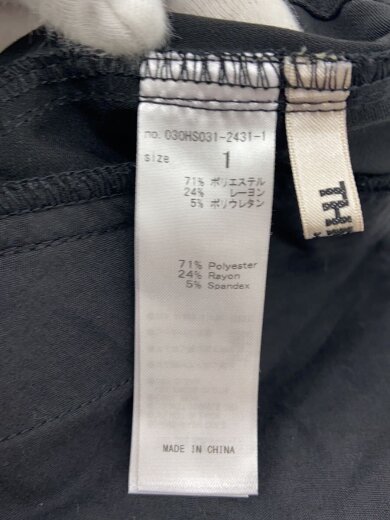 no. 030HS031-2431-1
size 1
71% ポリエステル
24% レーヨン
5% ポリウレタン
71% Polyester
24% Rayon
5% Spandex
MADE IN CHINA